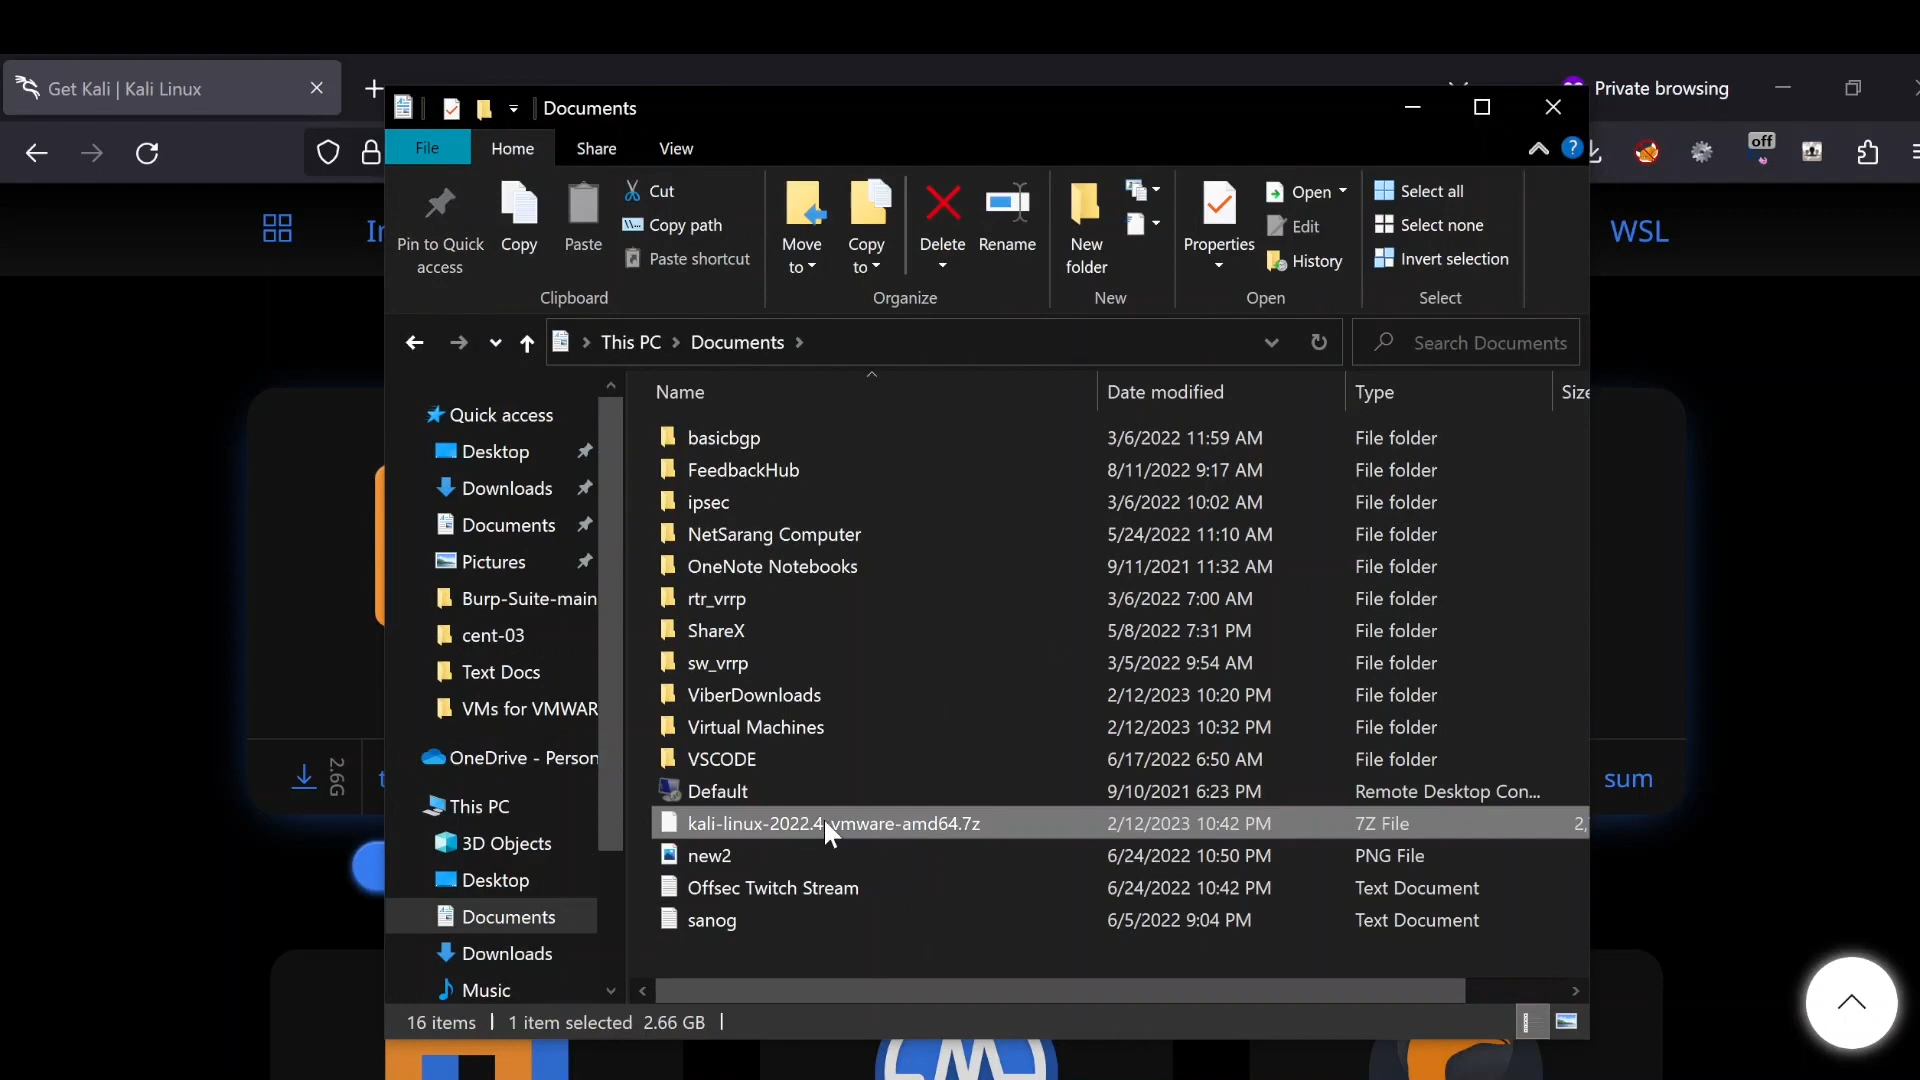 Get Kali | Kali Linux
Private browsing
Documents
File
Home
Share
View
off
WSL
Pin to Quick
access
Copy
Paste
Cut
Copy path
Paste shortcut
Clipboard
Move
to
Copy
to
Delete
Rename
Organize
New
folder
New
Properties
Open
Edit
History
Open
Select all
Select none
Invert selection
Select
This PC
Documents
Search Documents
Quick access
Desktop
Downloads
Documents
Pictures
Burp-Suite-main
cent-03
Text Docs
VMs for VMWAR
OneDrive - Person
This PC
3D Objects
Desktop
Documents
Downloads
Music
Name Date modified Type Size
basicbgp 3/6/2022 11:59 AM File folder
FeedbackHub 8/11/2022 9:17 AM File folder
ipsec 3/6/2022 10:02 AM File folder
NetSarang Computer 5/24/2022 11:10 AM File folder
OneNote Notebooks 9/11/2021 11:32 AM File folder
rtr_vrrp 3/6/2022 7:00 AM File folder
ShareX 5/8/2022 7:31 PM File folder
sw_vrrp 3/5/2022 9:54 AM File folder
ViberDownloads 2/12/2023 10:20 PM File folder
Virtual Machines 2/12/2023 10:32 PM File folder
VSCODE 6/17/2022 6:50 AM File folder
Default 9/10/2021 6:23 PM Remote Desktop Con...
kali-linux-2022.4-vmware-amd64.7z 2/12/2023 10:42 PM 7Z File 2,
new2 6/24/2022 10:50 PM PNG File
Offsec Twitch Stream 6/24/2022 10:42 PM Text Document
sanog 6/5/2022 9:04 PM Text Document
2.6G
sum
16 items
1 item selected 2.66 GB